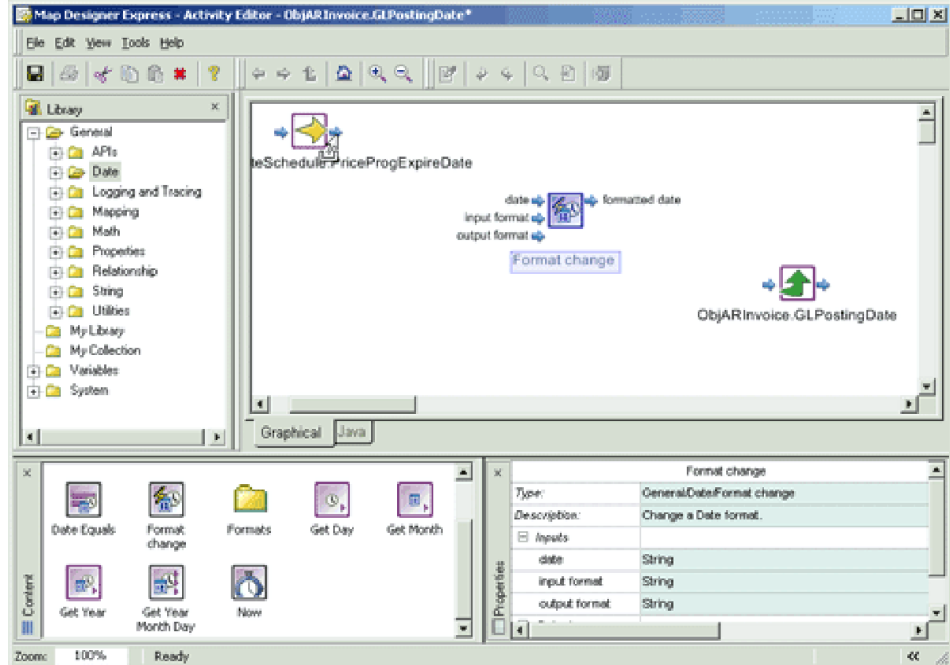 Map Designer Express - Activity Editor - ObjARInvoice.GLPostingDate*
File Edit View Tools Help
Library
General
APIs
Date
Logging and Tracing
Mapping
Math
Properties
Relationship
String
Utilities
My Library
My Collection
Variables
System
teSchedule.PriceProgExpireDate
date
formatted date
input format
output format
Format change
ObjARInvoice.GLPostingDate
Graphical Java
Content
Date Equals
Format change
Formats
Get Day
Get Month
Get Year
Get Year Month Day
Now
Properties
Format change
Type: General/Date/Format change
Description: Change a Date format.
Inputs
date String
input format String
output format String
Zoom: 100% Ready